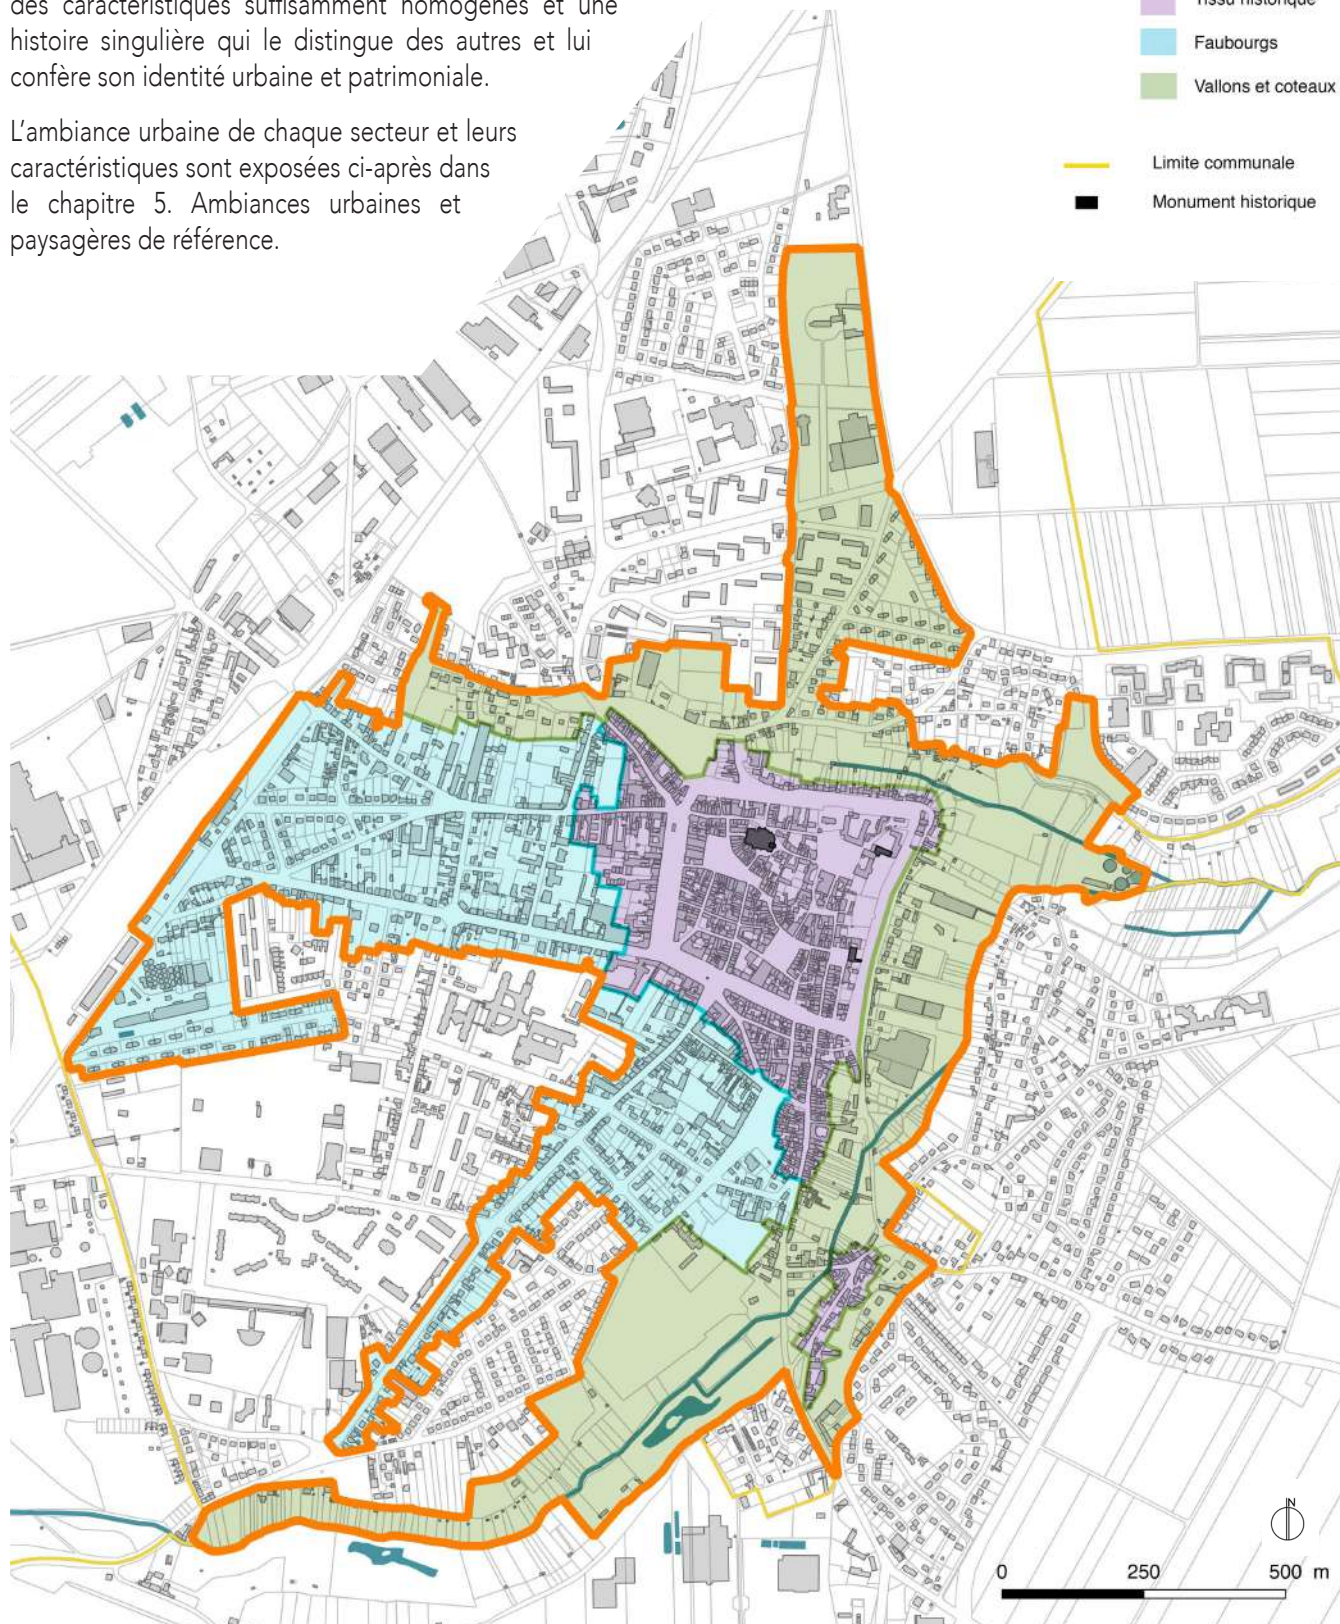 des caractéristiques suffisamment homogènes et une
histoire singulière qui le distingue des autres et lui
confère son identité urbaine et patrimoniale.
L'ambiance urbaine de chaque secteur et leurs
caractéristiques sont exposées ci-après dans
le chapitre 5. Ambiances urbaines et
paysagères de référence.
Tissu historique
Faubourgs
Vallons et coteaux
Limite communale
Monument historique
N
0 250 500 m